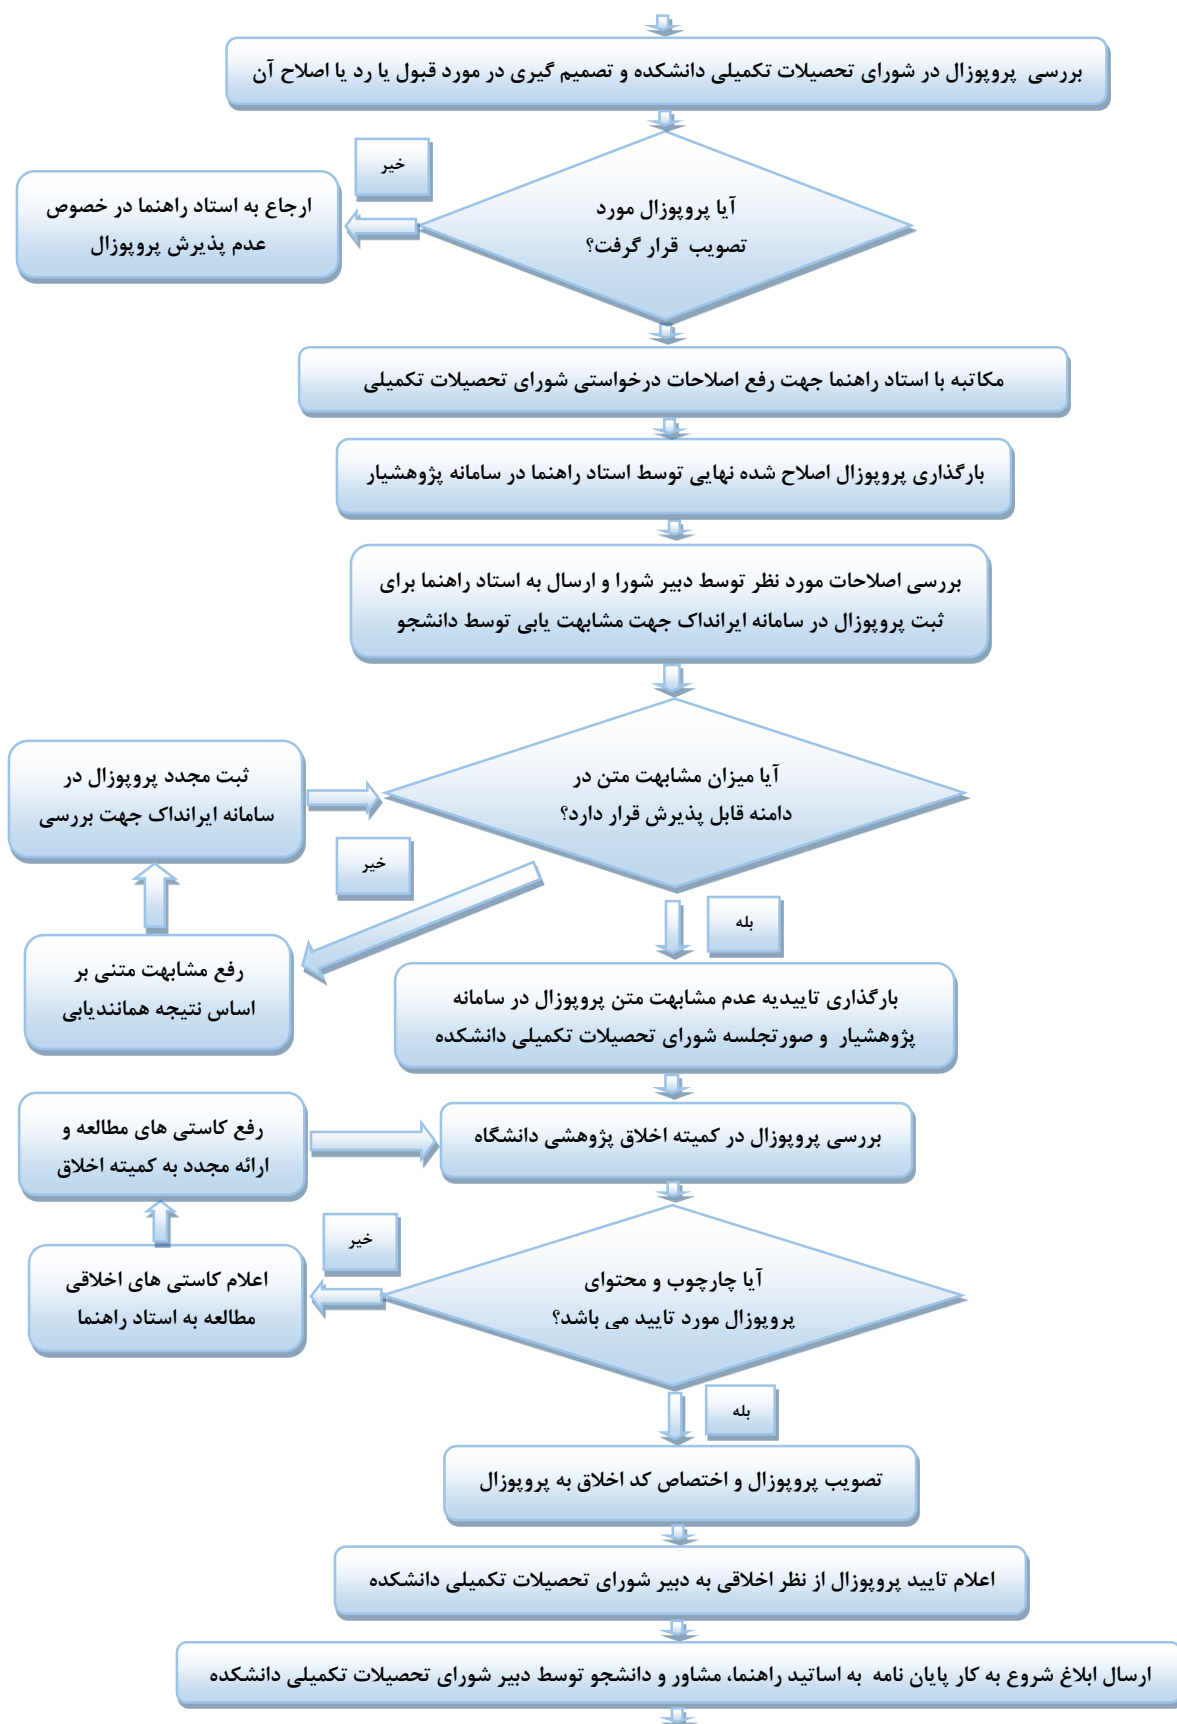 بررسی پروپوزال در شورای تحصیلات تکمیلی دانشکده و تصمیم گیری در مورد قبول یا رد یا اصلاح آن
خیر
آیا پروپوزال مورد
تصویب قرار گرفت؟
ارجاع به استاد راهنما در خصوص
عدم پذیرش پروپوزال
مکاتبه با استاد راهنما جهت رفع اصلاحات درخواستی شورای تحصیلات تکمیلی
بارگذاری پروپوزال اصلاح شده نهایی توسط استاد راهنما در سامانه پژوهشیار
بررسی اصلاحات مورد نظر توسط دبیر شورا و ارسال به استاد راهنما برای
ثبت پروپوزال در سامانه ایرانداک جهت مشابهت یابی توسط دانشجو
آیا میزان مشابهت متن در
دامنه قابل پذیرش قرار دارد؟
ثبت مجدد پروپوزال در
سامانه ایرانداک جهت بررسی
خیر
بله
رفع مشابهت متنی بر
اساس نتیجه همانندیابی
بارگذاری تاییدیه عدم مشابهت متن پروپوزال در سامانه
پژوهشیار و صورتجلسه شورای تحصیلات تکمیلی دانشکده
رفع کاستی های مطالعه و
ارائه مجدد به کمیته اخلاق
بررسی پروپوزال در کمیته اخلاق پژوهشی دانشگاه
خیر
آیا چارچوب و محتوای
پروپوزال مورد تایید می باشد؟
اعلام کاستی های اخلاقی
مطالعه به استاد راهنما
بله
تصویب پروپوزال و اختصاص کد اخلاق به پروپوزال
اعلام تایید پروپوزال از نظر اخلاقی به دبیر شورای تحصیلات تکمیلی دانشکده
ارسال ابلاغ شروع به کار پایان نامه به اساتید راهنما، مشاور و دانشجو توسط دبیر شورای تحصیلات تکمیلی دانشکده